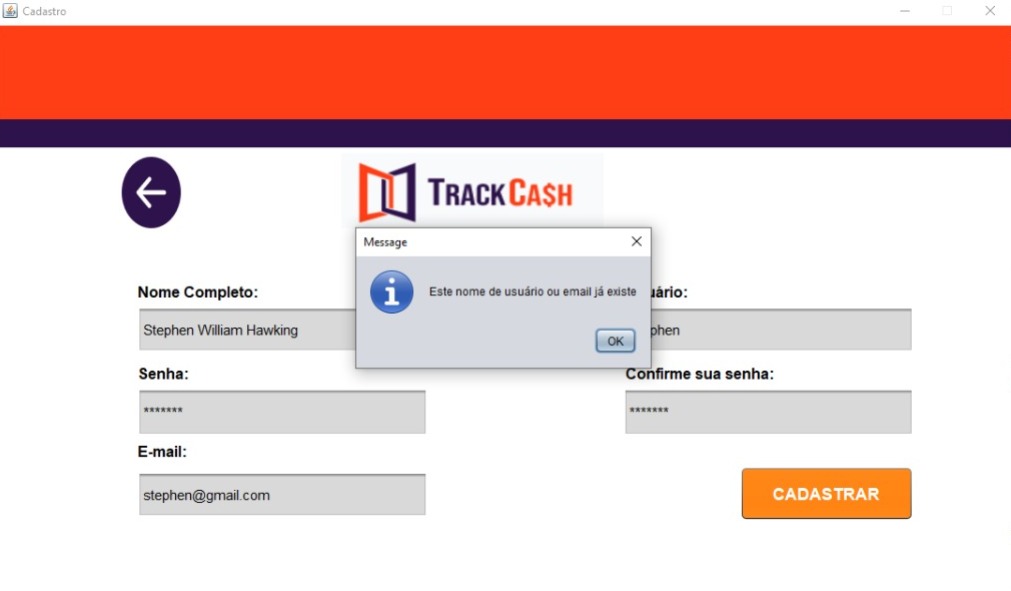 Cadastro
TRACKCA$H
Message
Este nome de usuário ou email já existe
OK
Nome Completo:
uário:
Stephen William Hawking
phen
Senha:
Confirme sua senha:
*******
*******
E-mail:
stephen@gmail.com
CADASTRAR